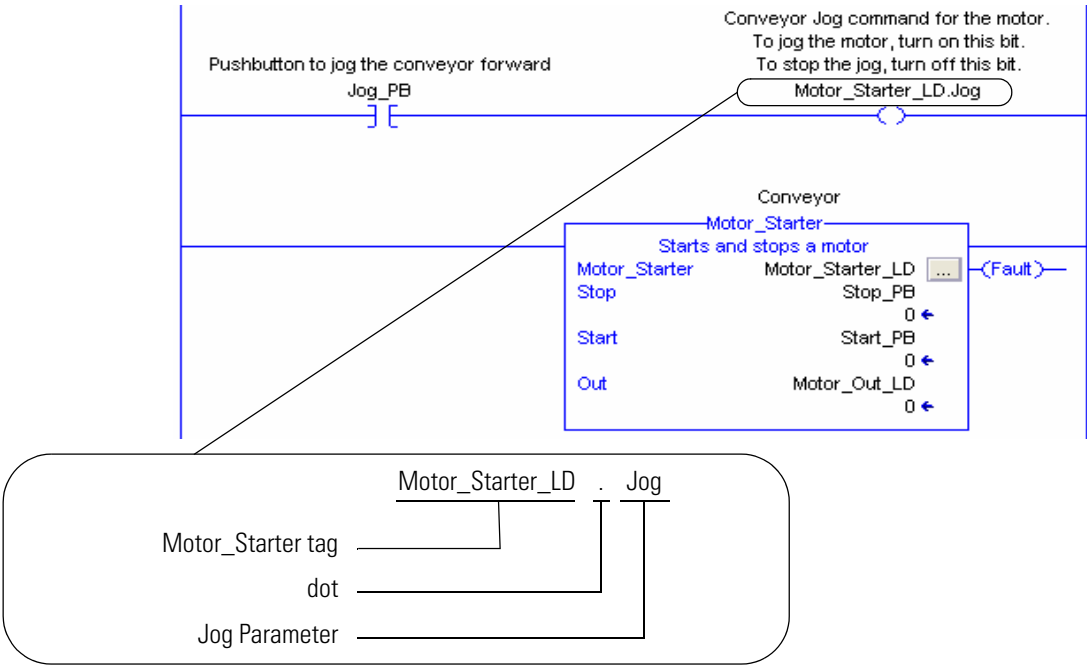 Conveyor Jog command for the motor.
To jog the motor, turn on this bit.
Pushbutton to jog the conveyor forward To stop the jog, turn off this bit.
Jog_PB Motor_Starter_LD.Jog
Conveyor
Motor_Starter
Starts and stops a motor
Motor_Starter Motor_Starter_LD ... (Fault)
Stop Stop_PB
0
Start Start_PB
0
Out Motor_Out_LD
0
Motor_Starter_LD . Jog
Motor_Starter tag
dot
Jog Parameter